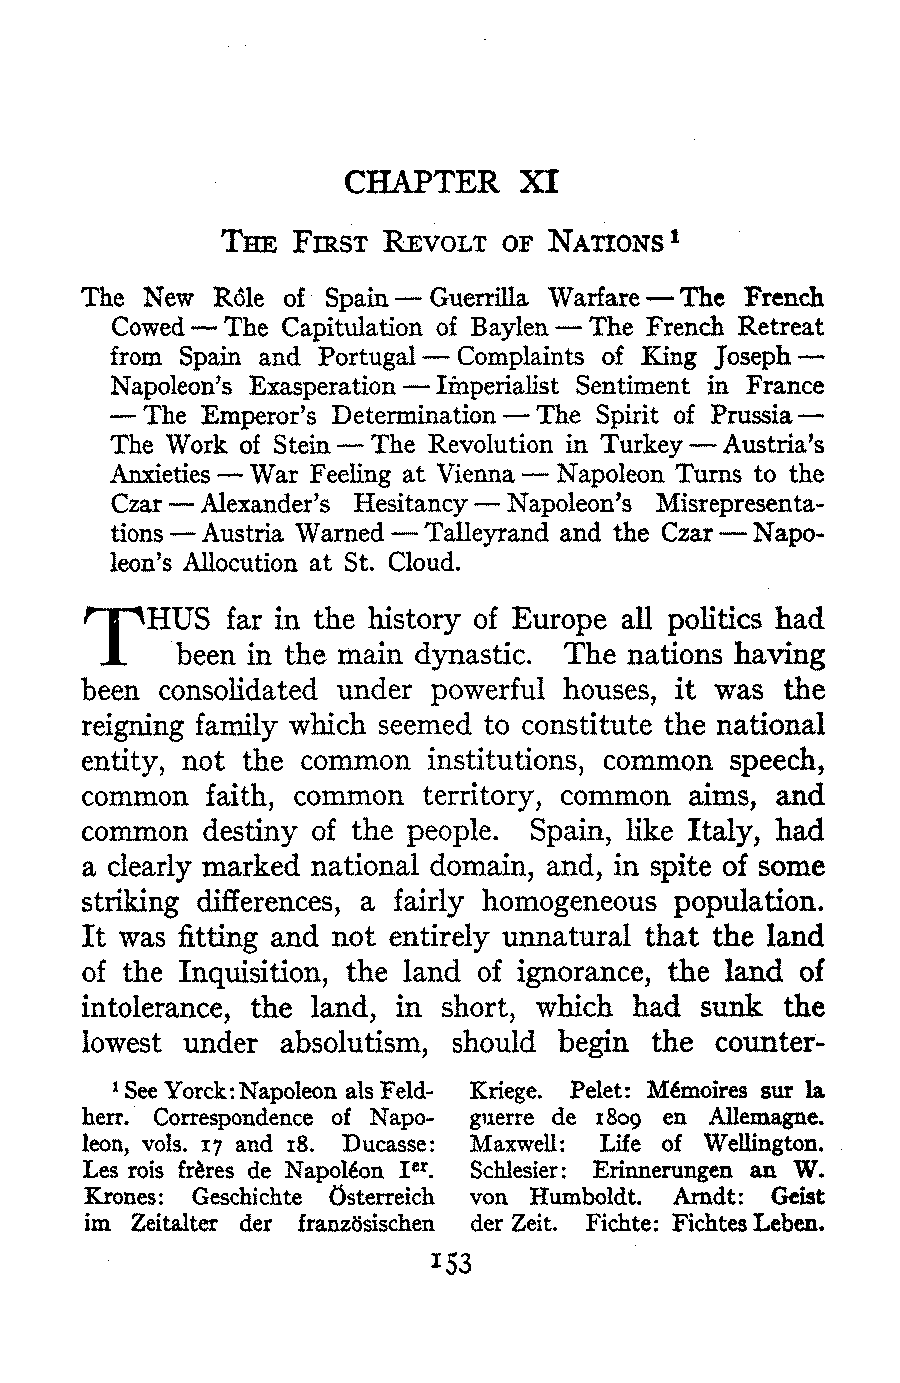 CHAPTER XI
THE FIRST REVOLT OF NATIONS¹
The New Rôle of Spain — Guerrilla Warfare — The French
Cowed — The Capitulation of Baylen — The French Retreat
from Spain and Portugal — Complaints of King Joseph —
Napoleon's Exasperation — Imperialist Sentiment in France
— The Emperor's Determination — The Spirit of Prussia —
The Work of Stein — The Revolution in Turkey — Austria's
Anxieties — War Feeling at Vienna — Napoleon Turns to the
Czar — Alexander's Hesitancy — Napoleon's Misrepresenta-
tions — Austria Warned — Talleyrand and the Czar — Napo-
leon's Allocution at St. Cloud.
THUS far in the history of Europe all politics had
been in the main dynastic. The nations having
been consolidated under powerful houses, it was the
reigning family which seemed to constitute the national
entity, not the common institutions, common speech,
common faith, common territory, common aims, and
common destiny of the people. Spain, like Italy, had
a clearly marked national domain, and, in spite of some
striking differences, a fairly homogeneous population.
It was fitting and not entirely unnatural that the land
of the Inquisition, the land of ignorance, the land of
intolerance, the land, in short, which had sunk the
lowest under absolutism, should begin the counter-
¹ See Yorck: Napoleon als Feld-
herr. Correspondence of Napo-
leon, vols. 17 and 18. Ducasse:
Les rois frères de Napoléon Iᵉʳ.
Krones: Geschichte Österreich
im Zeitalter der französischen
Kriege. Pelet: Mémoires sur la
guerre de 1809 en Allemagne.
Maxwell: Life of Wellington.
Schlesier: Erinnerungen an W.
von Humboldt. Arndt: Geist
der Zeit. Fichte: Fichtes Leben.
153